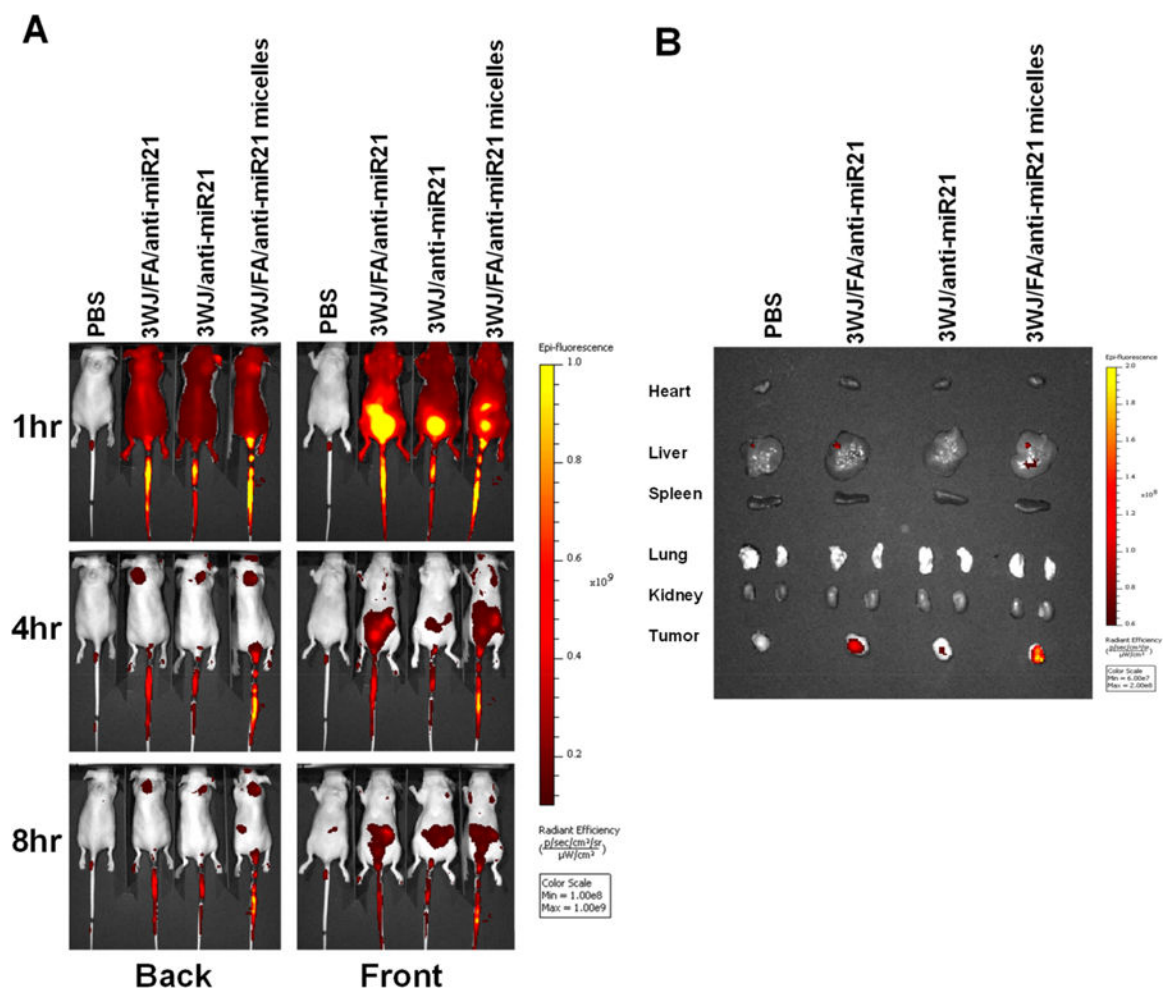 A
PBS
3WJ/FA/anti-miR21
3WJ/anti-miR21
3WJ/FA/anti-miR21 micelles
PBS
3WJ/FA/anti-miR21
3WJ/anti-miR21
3WJ/FA/anti-miR21 micelles
1hr
4hr
8hr
Back
Front
Epi-fluorescence
1.0
0.8
0.6
x10⁹
0.4
0.2
Radiant Efficiency
(p/sec/cm²/sr / µW/cm²)
Color Scale
Min = 1.00e8
Max = 1.00e9
B
PBS
3WJ/FA/anti-miR21
3WJ/anti-miR21
3WJ/FA/anti-miR21 micelles
Heart
Liver
Spleen
Lung
Kidney
Tumor
Epi-fluorescence
2.0
1.8
1.6
1.4
x10⁸
1.2
1.0
0.8
0.6
Radiant Efficiency
(p/sec/cm²/sr / µW/cm²)
Color Scale
Min = 6.00e7
Max = 2.00e8